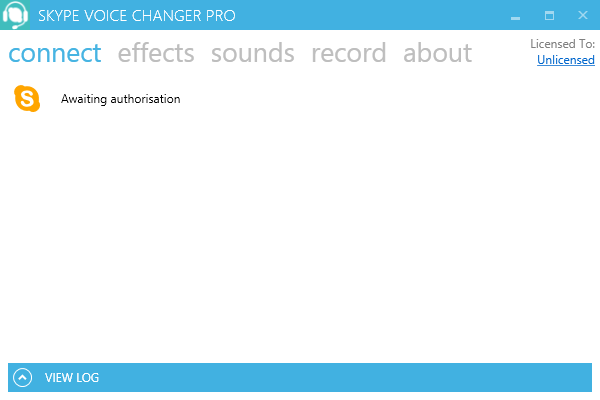 SKYPE VOICE CHANGER PRO
connect effects sounds record about
Licensed To:
Unlicensed
S
Awaiting authorisation
VIEW LOG